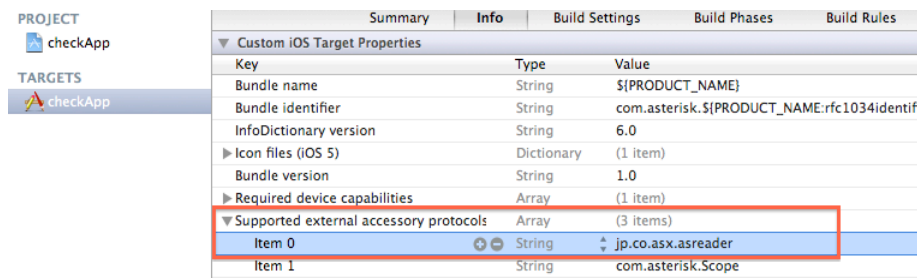 PROJECT
checkApp
TARGETS
checkApp
Summary Info Build Settings Build Phases Build Rules
Custom iOS Target Properties
Key Type Value
Bundle name String ${PRODUCT_NAME}
Bundle identifier String com.asterisk.${PRODUCT_NAME:rfc1034identif
InfoDictionary version String 6.0
Icon files (iOS 5) Dictionary (1 item)
Bundle version String 1.0
Required device capabilities Array (1 item)
Supported external accessory protocols Array (3 items)
Item 0 String jp.co.asx.asreader
Item 1 String com.asterisk.Scope